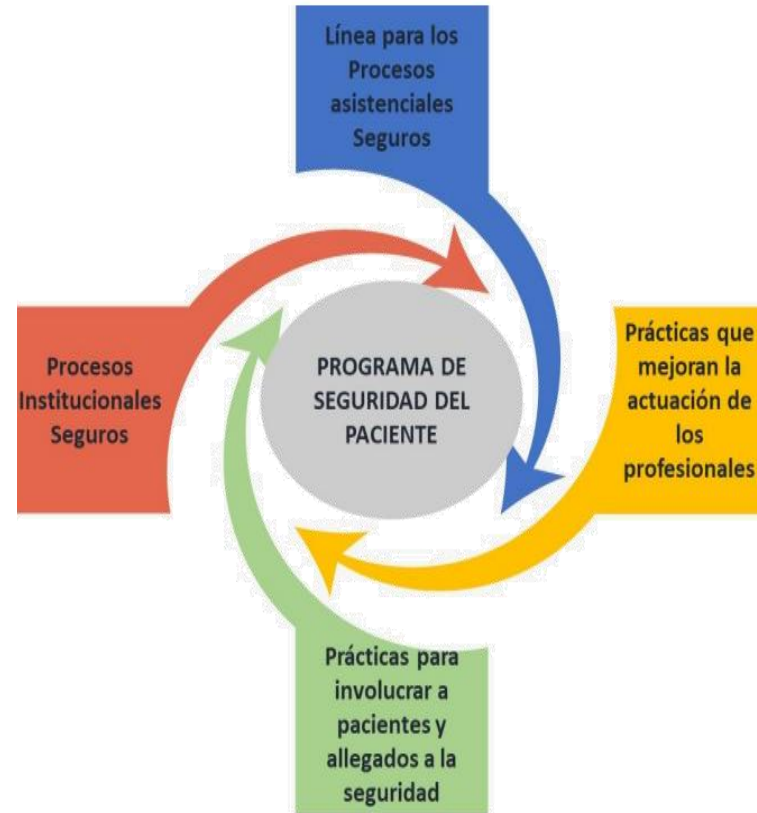 Línea para los
Procesos
asistenciales
Seguros
Procesos
Institucionales
Seguros
PROGRAMA DE
SEGURIDAD DEL
PACIENTE
Prácticas que
mejoran la
actuación de
los
profesionales
Prácticas para
involucrar a
pacientes y
allegados a la
seguridad